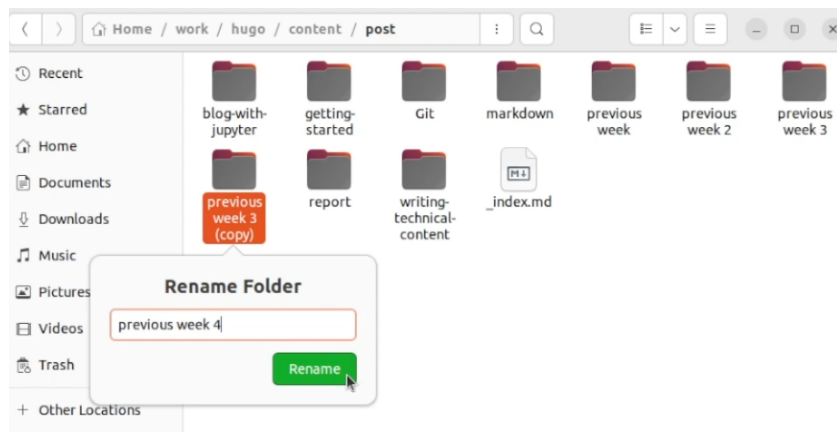 Home / work / hugo / content / post
Recent
Starred
Home
Documents
Downloads
Music
Pictures
Videos
Trash
+ Other Locations
blog-with-
jupyter
getting-
started
Git
markdown
previous
week
previous
week 2
previous
week 3
previous
week 3
(copy)
report
writing-
technical-
content
M↓
_index.md
Rename Folder
previous week 4
Rename